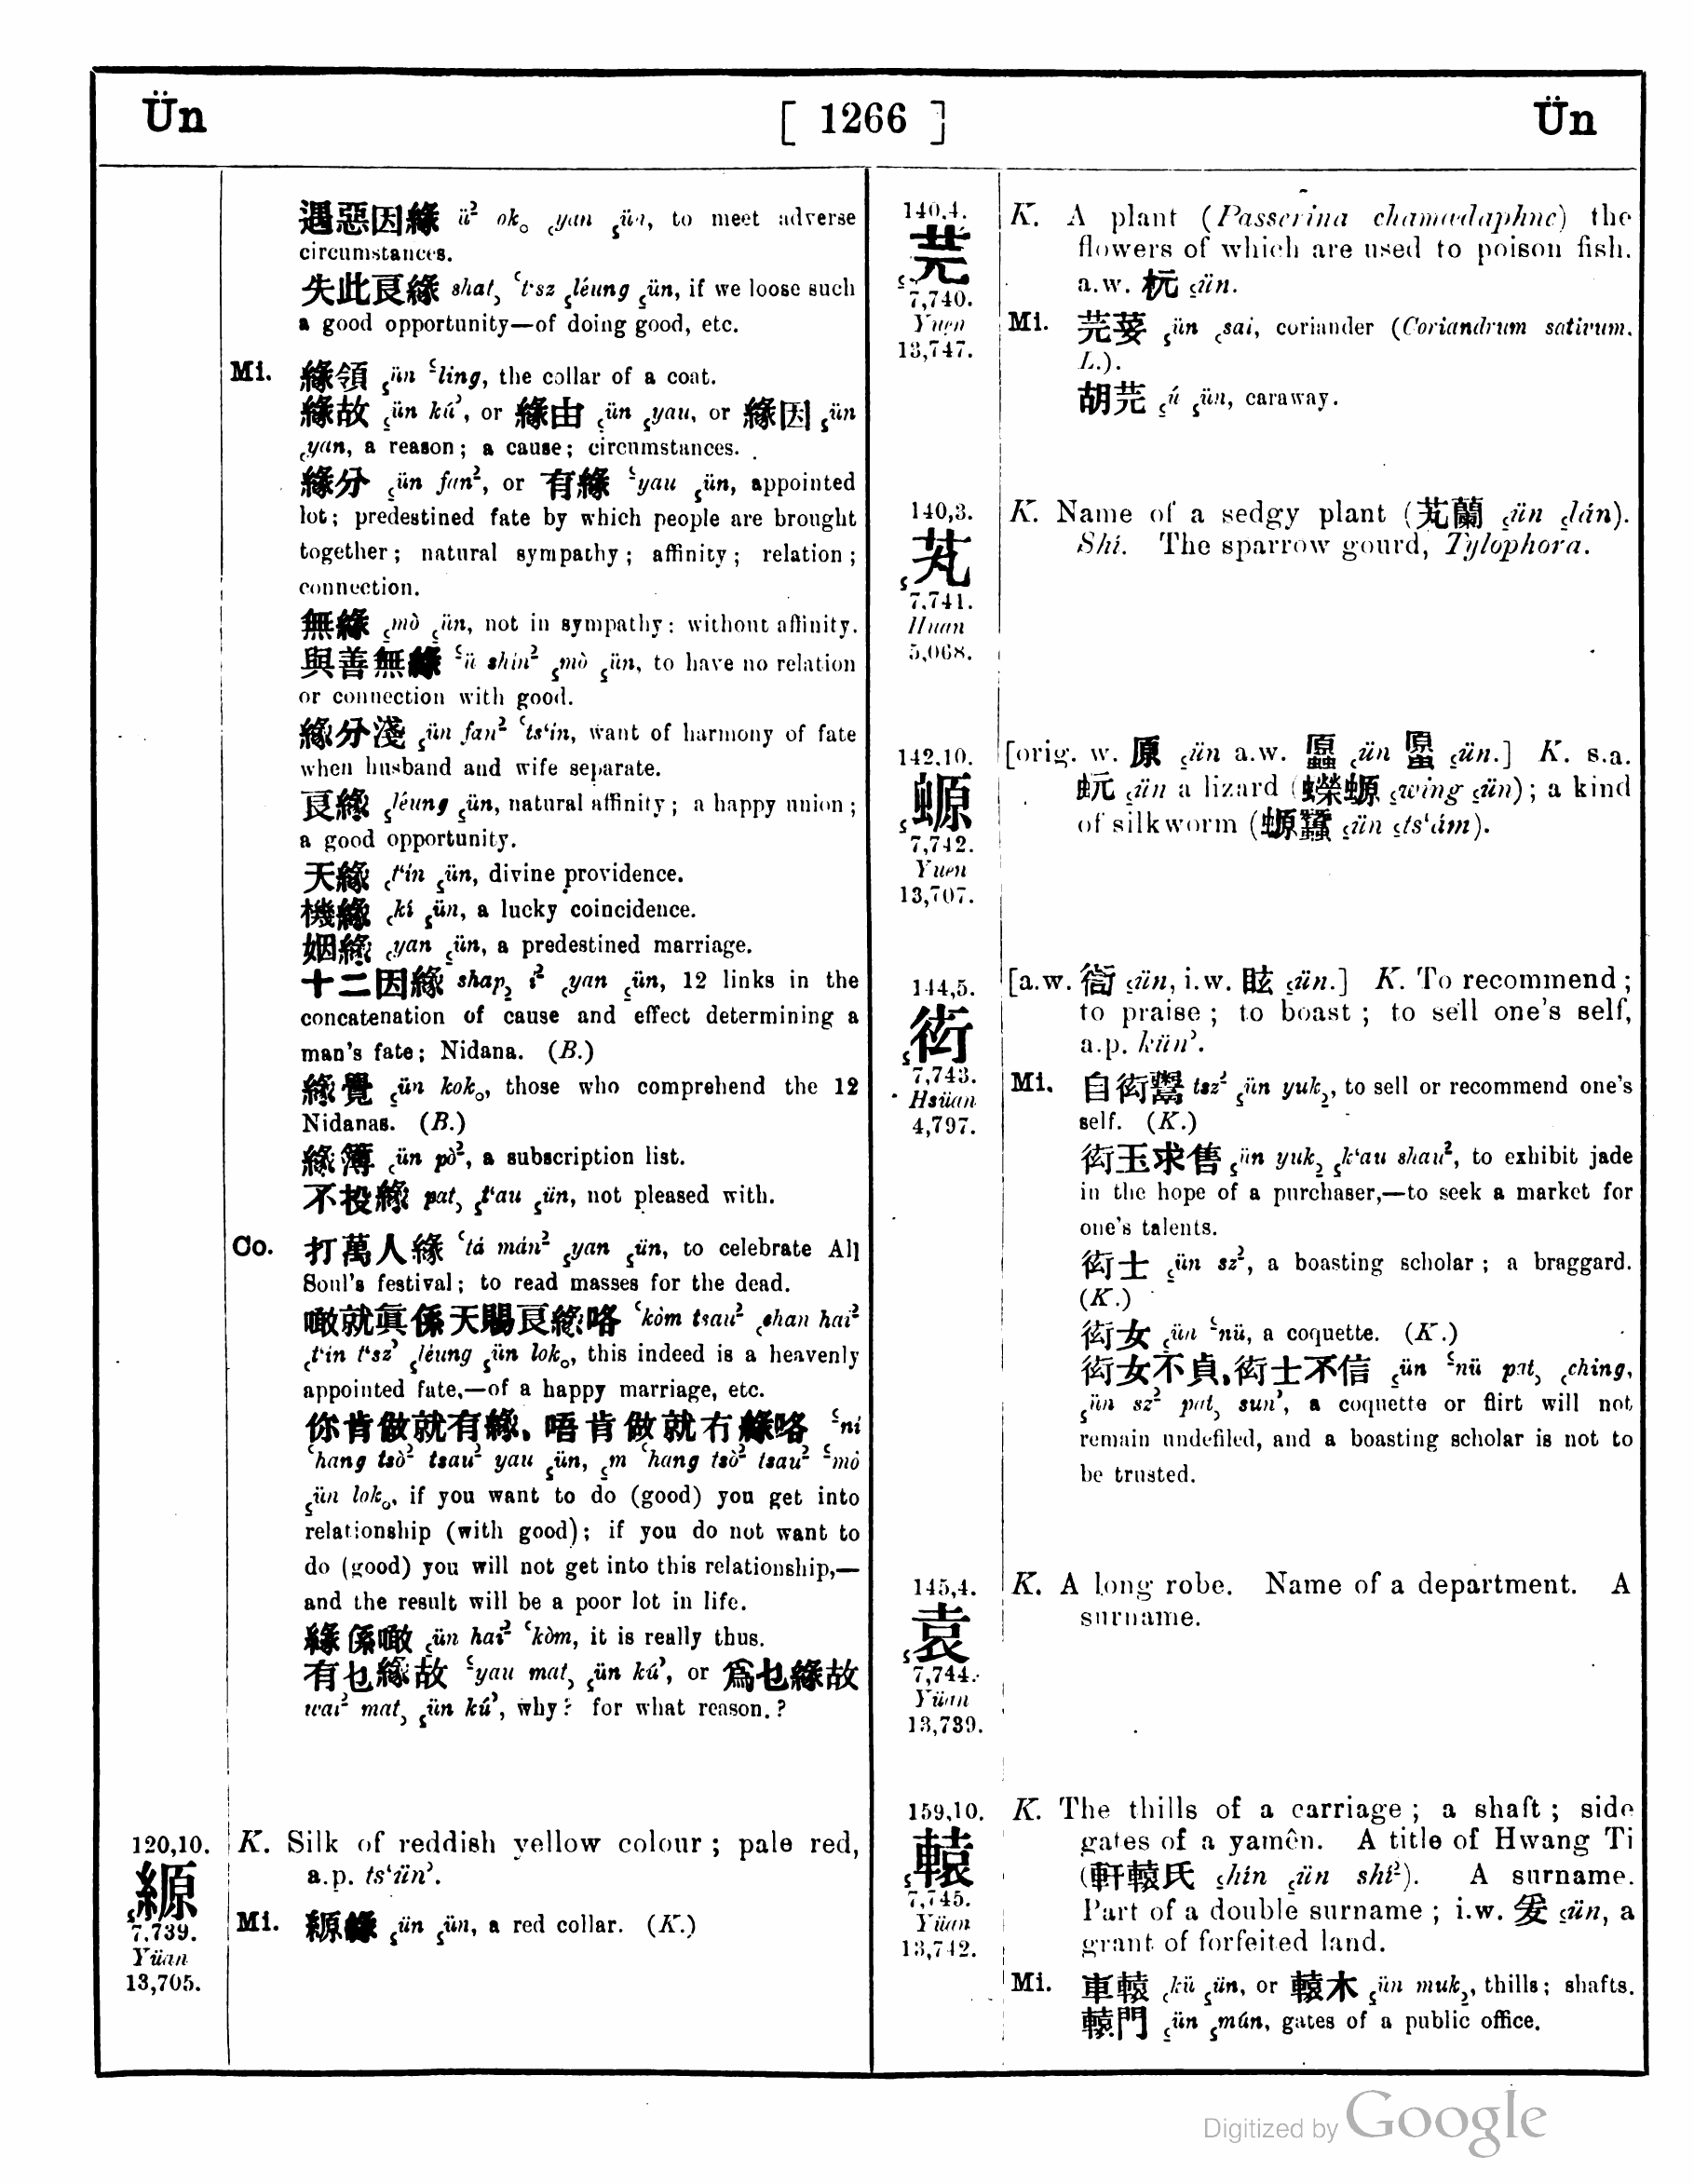 Ün [ 1266 ] Ün
遇惡因緣 ü² ok。 ꜀yan ꜁ün, to meet adverse
circumstances.
失此良緣 shat꜆ ꜂t‘sz ꜁léung ꜁ün, if we loose such
a good opportunity—of doing good, etc.
Mi. 緣領 ꜁ün ꜃ling, the collar of a coat.
緣故 ꜁ün kú꜄, or 緣由 ꜁ün ꜁yau, or 緣因 ꜁ün
꜀yan, a reason; a cause; circumstances.
緣分 ꜁ün fan², or 有緣 ꜃yau ꜁ün, appointed
lot; predestined fate by which people are brought
together; natural sympathy; affinity; relation;
connection.
無緣 ꜁mò ꜁ün, not in sympathy: without affinity.
與善無緣 ꜃ü shín² ꜁mò ꜁ün, to have no relation
or connection with good.
緣分淺 ꜁ün fan² ꜂ts‘ín, want of harmony of fate
when husband and wife separate.
良緣 ꜁léung ꜁ün, natural affinity; a happy union;
a good opportunity.
天緣 ꜀t‘ín ꜁ün, divine providence.
機緣 ꜀kí ꜁ün, a lucky coincidence.
姻緣 ꜀yan ꜁ün, a predestined marriage.
十二因緣 shap꜇ í² ꜀yan ꜁ün, 12 links in the
concatenation of cause and effect determining a
man's fate; Nidana. (B.)
緣覺 ꜁ün kok。, those who comprehend the 12
Nidanas. (B.)
緣簿 ꜁ün pò², a subscription list.
不投緣 pat꜆ ꜁t‘au ꜁ün, not pleased with.
Co. 打萬人緣 ꜂tá mán² ꜁yan ꜁ün, to celebrate All
Soul's festival; to read masses for the dead.
噉就眞係天賜良緣咯 ꜂kòm tsau² ꜀chan hai²
꜀t‘ín t‘sz꜄ ꜁léung ꜁ün lok。, this indeed is a heavenly
appointed fate,—of a happy marriage, etc.
你肯做就有緣、唔肯做就冇緣咯 ꜃ní
꜂hang tsò² tsau² yau ꜁ün, ꜁m ꜂hang tsò² tsau² ꜃mò
꜁ün lok。, if you want to do (good) you get into
relationship (with good); if you do not want to
do (good) you will not get into this relationship,—
and the result will be a poor lot in life.
緣係噉 ꜁ün hai² ꜂kòm, it is really thus.
有乜緣故 ꜃yau mat꜆ ꜁ün kú꜄, or 爲乜緣故
wai² mat꜆ ꜁ün kú꜄, why? for what reason.?
120,10.
縓
7,739.
Yüan
13,705.
K. Silk of reddish yellow colour; pale red,
a.p. ts‘ün꜄.
Mi. 縓緣 ꜁ün ꜁ün, a red collar. (K.)
140,4.
芫
7,740.
Yuen
13,747.
K. A plant (Passerina chamædaphne) the
flowers of which are used to poison fish.
a.w. 杬 ꜁ün.
Mi. 芫荽 ꜁ün ꜀sai, coriander (Coriandrum sativum.
L.).
胡芫 ꜁ú ꜁ün, caraway.
140,3.
芄
7,741.
Huan
5,068.
K. Name of a sedgy plant (芄蘭 ꜁ün ꜁lán).
Shí. The sparrow gourd, Tylophora.
142,10.
螈
7,742.
Yuen
13,707.
[orig. w. 原 ꜁ün a.w. ꜁ün ꜁ün.] K. s.a.
蚖 ꜁ün a lizard (蠑螈 ꜁wing ꜁ün); a kind
of silkworm (螈蠶 ꜁ün ꜁ts‘ám).
144,5.
衒
7,743.
Hsüan
4,797.
[a.w. 衒 ꜁ün, i.w. 眩 ꜁ün.] K. To recommend;
to praise; to boast; to sell one's self,
a.p. kün꜄.
Mi. 自衒鬻 tsz² ꜁ün yuk꜇, to sell or recommend one's
self. (K.)
衒玉求售 ꜁ün yuk꜇ ꜁k‘au shau², to exhibit jade
in the hope of a purchaser,—to seek a market for
one's talents.
衒士 ꜁ün sz², a boasting scholar; a braggard.
(K.)
衒女 ꜁ün ꜃nü, a coquette. (K.)
衒女不貞、衒士不信 ꜁ün ꜃nü pat꜆ ꜀ching,
꜁ün sz² pat꜆ sun꜄, a coquette or flirt will not
remain undefiled, and a boasting scholar is not to
be trusted.
145,4.
袁
7,744.
Yüan
13,739.
K. A long robe. Name of a department. A
surname.
159,10.
轅
7,745.
Yüan
13,742.
K. The thills of a carriage; a shaft; side
gates of a yamên. A title of Hwang Ti
(軒轅氏 ꜀hín ꜁ün shí²). A surname.
Part of a double surname; i.w. 爰 ꜁ün, a
grant of forfeited land.
Mi. 車轅 ꜀kü ꜁ün, or 轅木 ꜁ün muk꜇, thills; shafts.
轅門 ꜁ün ꜁mún, gates of a public office.
Digitized by Google